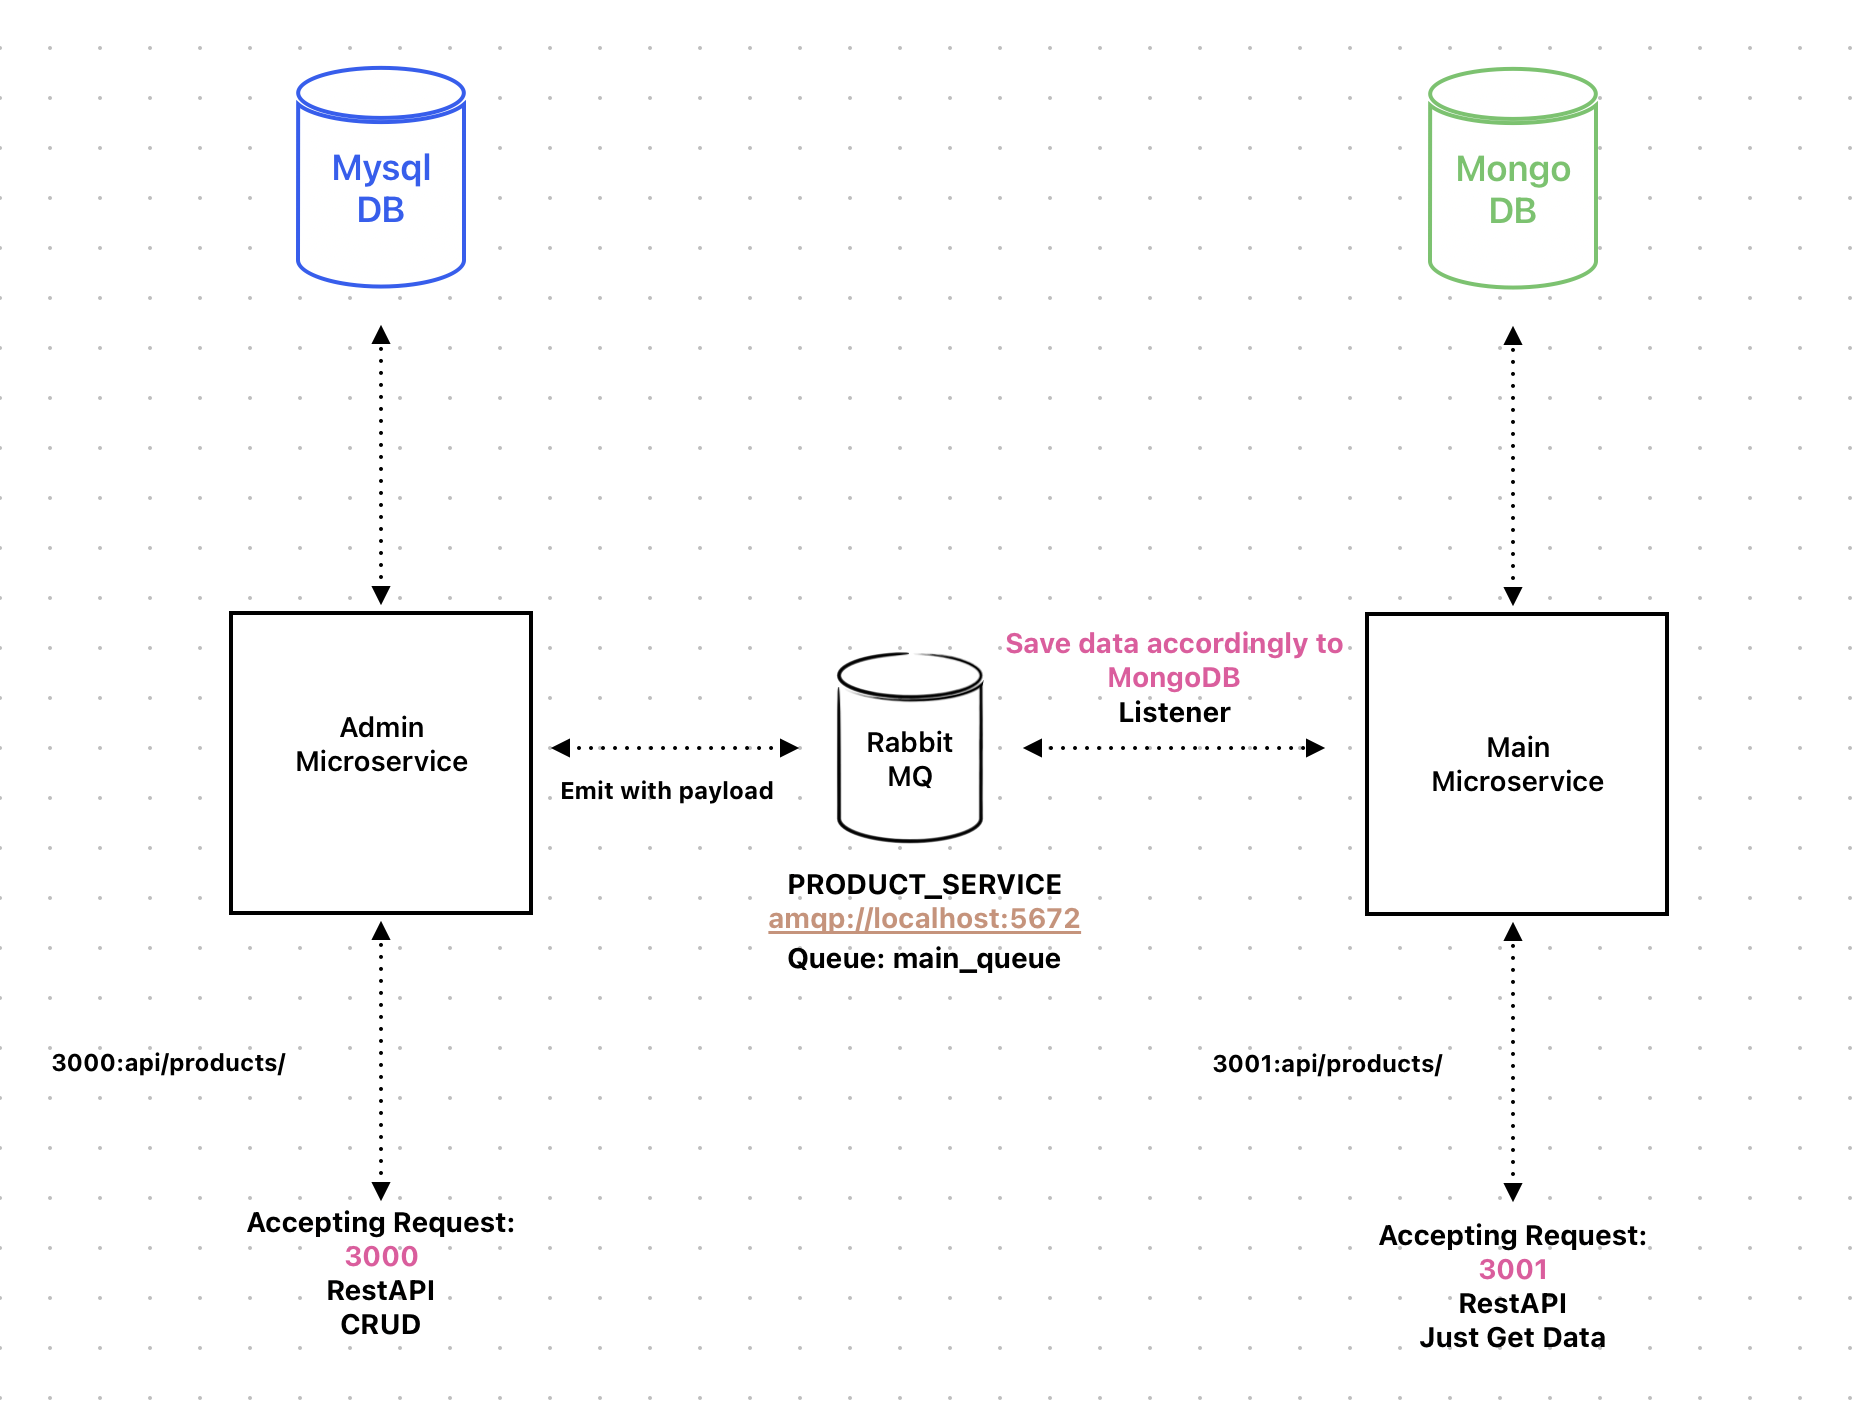 Mysql
DB
Mongo
DB
Admin
Microservice
Emit with payload
Rabbit
MQ
PRODUCT_SERVICE
amqp://localhost:5672
Queue: main_queue
Save data accordingly to
MongoDB
Listener
Main
Microservice
3000:api/products/
3001:api/products/
Accepting Request:
3000
RestAPI
CRUD
Accepting Request:
3001
RestAPI
Just Get Data